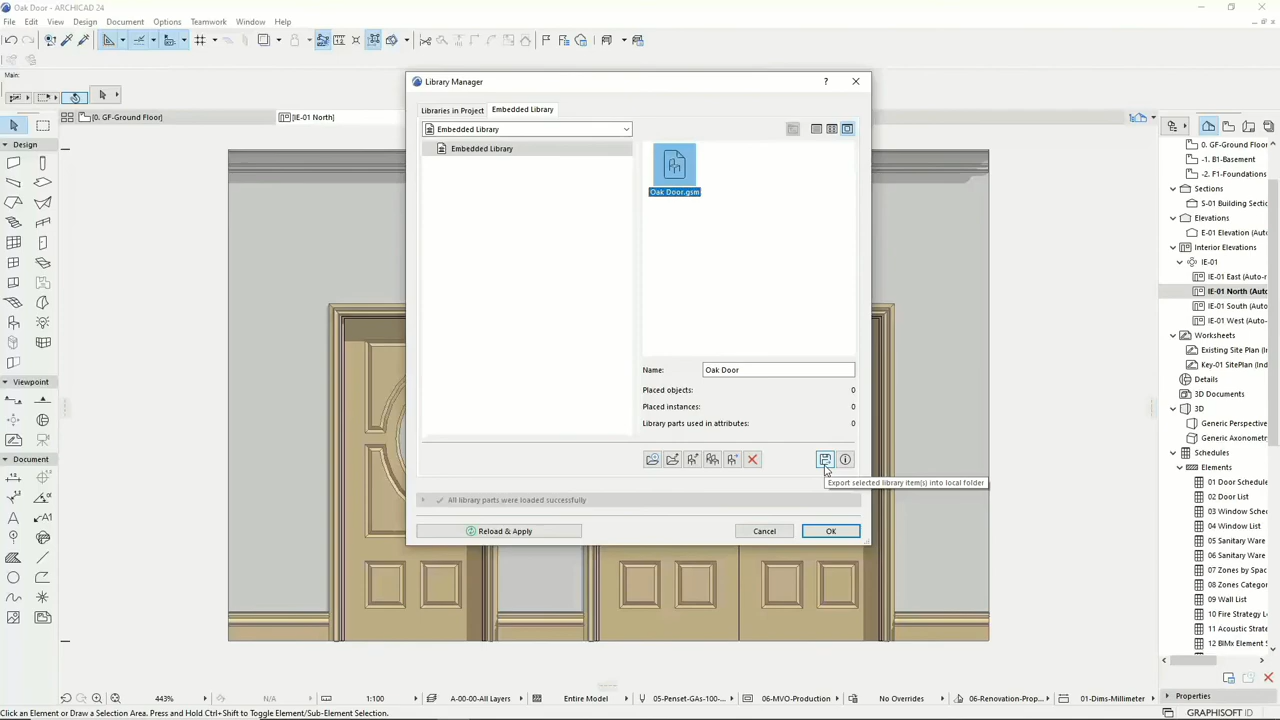 Oak Door - ARCHICAD 24
File Edit View Design Document Options Teamwork Window Help
Main:
[0. GF-Ground Floor]
[IE-01 North]
Design
Viewpoint
Document
Library Manager
?
Libraries in Project
Embedded Library
Embedded Library
Embedded Library
Oak Door.gsm
Name:
Oak Door
Placed objects:
0
Placed instances:
0
Library parts used in attributes:
0
Export selected library item(s) into local folder
All library parts were loaded successfully
Reload & Apply
Cancel
OK
0. GF-Ground Floor
-1. B1-Basement
-2. F1-Foundations
Sections
S-01 Building Secti
Elevations
E-01 Elevation (Aut
Interior Elevations
IE-01
IE-01 East (Auto-r
IE-01 North (Auto
IE-01 South (Auto
IE-01 West (Auto-
Worksheets
Existing Site Plan (In
Key-01 SitePlan (Ind
Details
3D Documents
3D
Generic Perspective
Generic Axonometr
Schedules
Elements
01 Door Schedule
02 Door List
03 Window Sched
04 Window List
05 Sanitary Ware
06 Sanitary Ware
07 Zones by Spac
08 Zones Categor
09 Wall List
10 Fire Strategy L
11 Acoustic Strate
12 BIMx Element S
Properties
443%
N/A
1:100
A-00-00-All Layers
Entire Model
05-Penset-GAs-100-...
06-MVO-Production
No Overrides
06-Renovation-Prop...
01-Dims-Millimeter
Click an Element or Draw a Selection Area. Press and Hold Ctrl+Shift to Toggle Element/Sub-Element Selection.
GRAPHISOFT ID